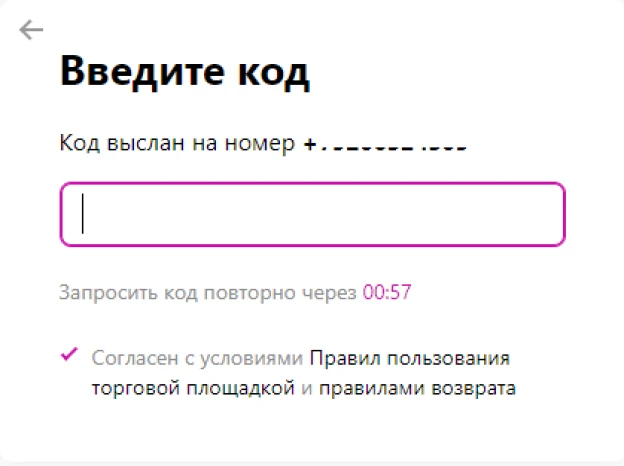 Введите код
Код выслан на номер
Запросить код повторно через 00:57
Согласен с условиями Правил пользования
торговой площадкой и правилами возврата